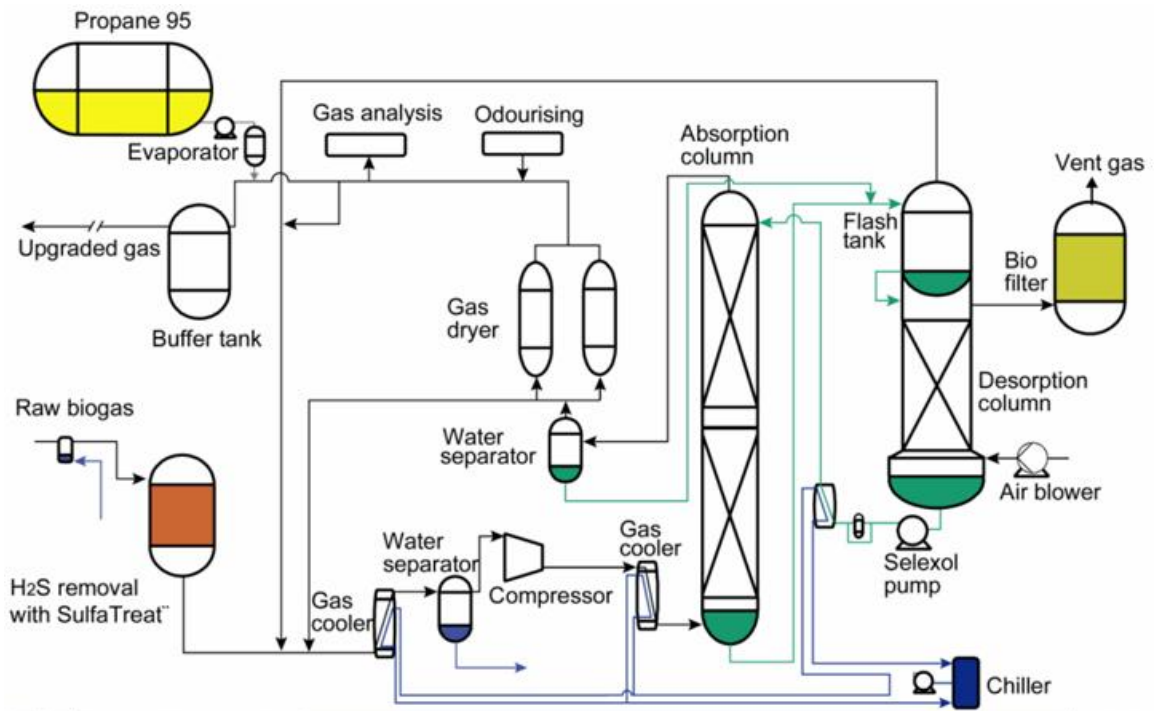 Propane 95
Evaporator
Gas analysis
Odourising
Absorption
column
Vent gas
Upgraded gas
Buffer tank
Gas
dryer
Flash
tank
Bio
filter
Raw biogas
Water
separator
Desorption
column
Air blower
H2S removal
with SulfaTreat¨
Gas
cooler
Water
separator
Compressor
Gas
cooler
Selexol
pump
Chiller